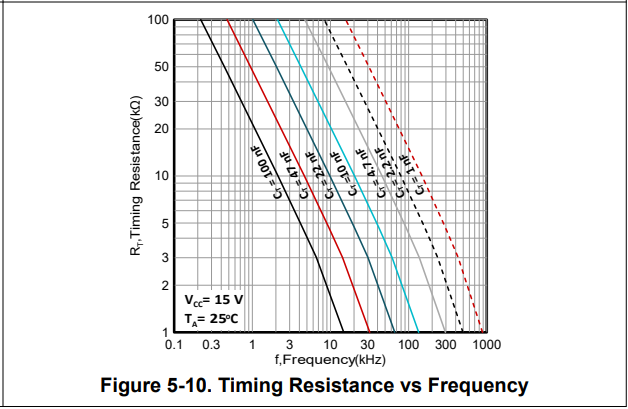 100
50
30
20
10
5
3
2
1
R_T,Timing Resistance(kΩ)
C_T = 100 nF
C_T = 47 nF
C_T = 22 nF
C_T =10 nF
C_T = 4.7 nF
C_T = 2.2 nF
C_T = 1 nF
V_CC= 15 V
T_A= 25°C
0.1 0.3 1 3 10 30 100 300 1000
f,Frequency(kHz)
Figure 5-10. Timing Resistance vs Frequency